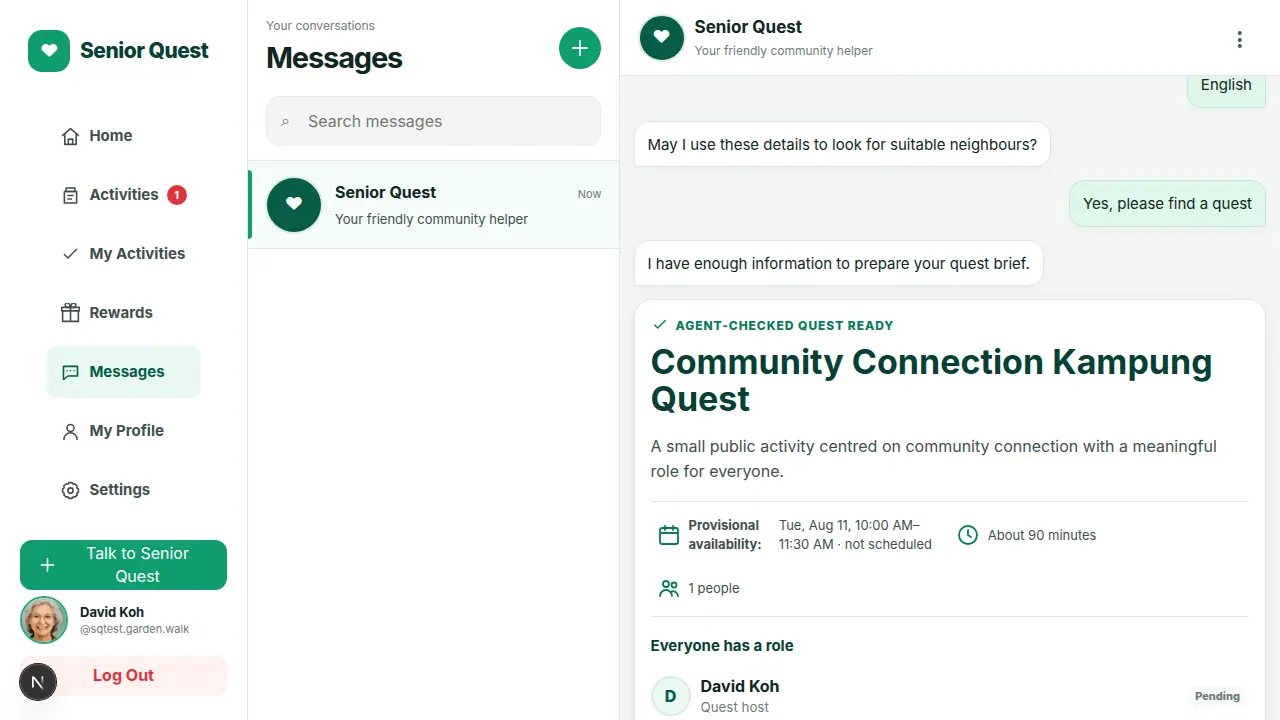 Senior Quest
Home
Activities 1
My Activities
Rewards
Messages
My Profile
Settings
Talk to Senior
Quest
David Koh
@sqtest.garden.walk
Log Out
N
Your conversations
Messages
Search messages
Senior Quest
Now
Your friendly community helper
Senior Quest
Your friendly community helper
English
May I use these details to look for suitable neighbours?
Yes, please find a quest
I have enough information to prepare your quest brief.
AGENT-CHECKED QUEST READY
Community Connection Kampung
Quest
A small public activity centred on community connection with a meaningful
role for everyone.
Provisional
availability:
Tue, Aug 11, 10:00 AM–
11:30 AM · not scheduled
About 90 minutes
1 people
Everyone has a role
D
David Koh
Quest host
Pending